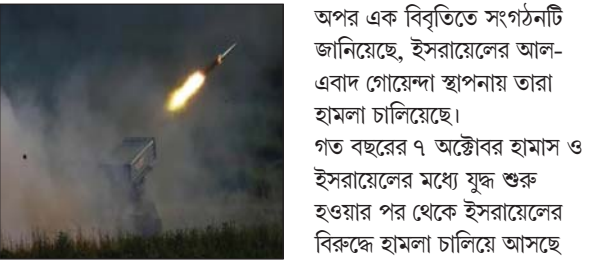 অপর এক বিবৃতিতে সংগঠনটি
জানিয়েছে, ইসরায়েলের আল-
এবাদ গোয়েন্দা স্থাপনায় তারা
হামলা চালিয়েছে।
গত বছরের ৭ অক্টোবর হামাস ও
ইসরায়েলের মধ্যে যুদ্ধ শুরু
হওয়ার পর থেকে ইসরায়েলের
বিরুদ্ধে হামলা চালিয়ে আসছে